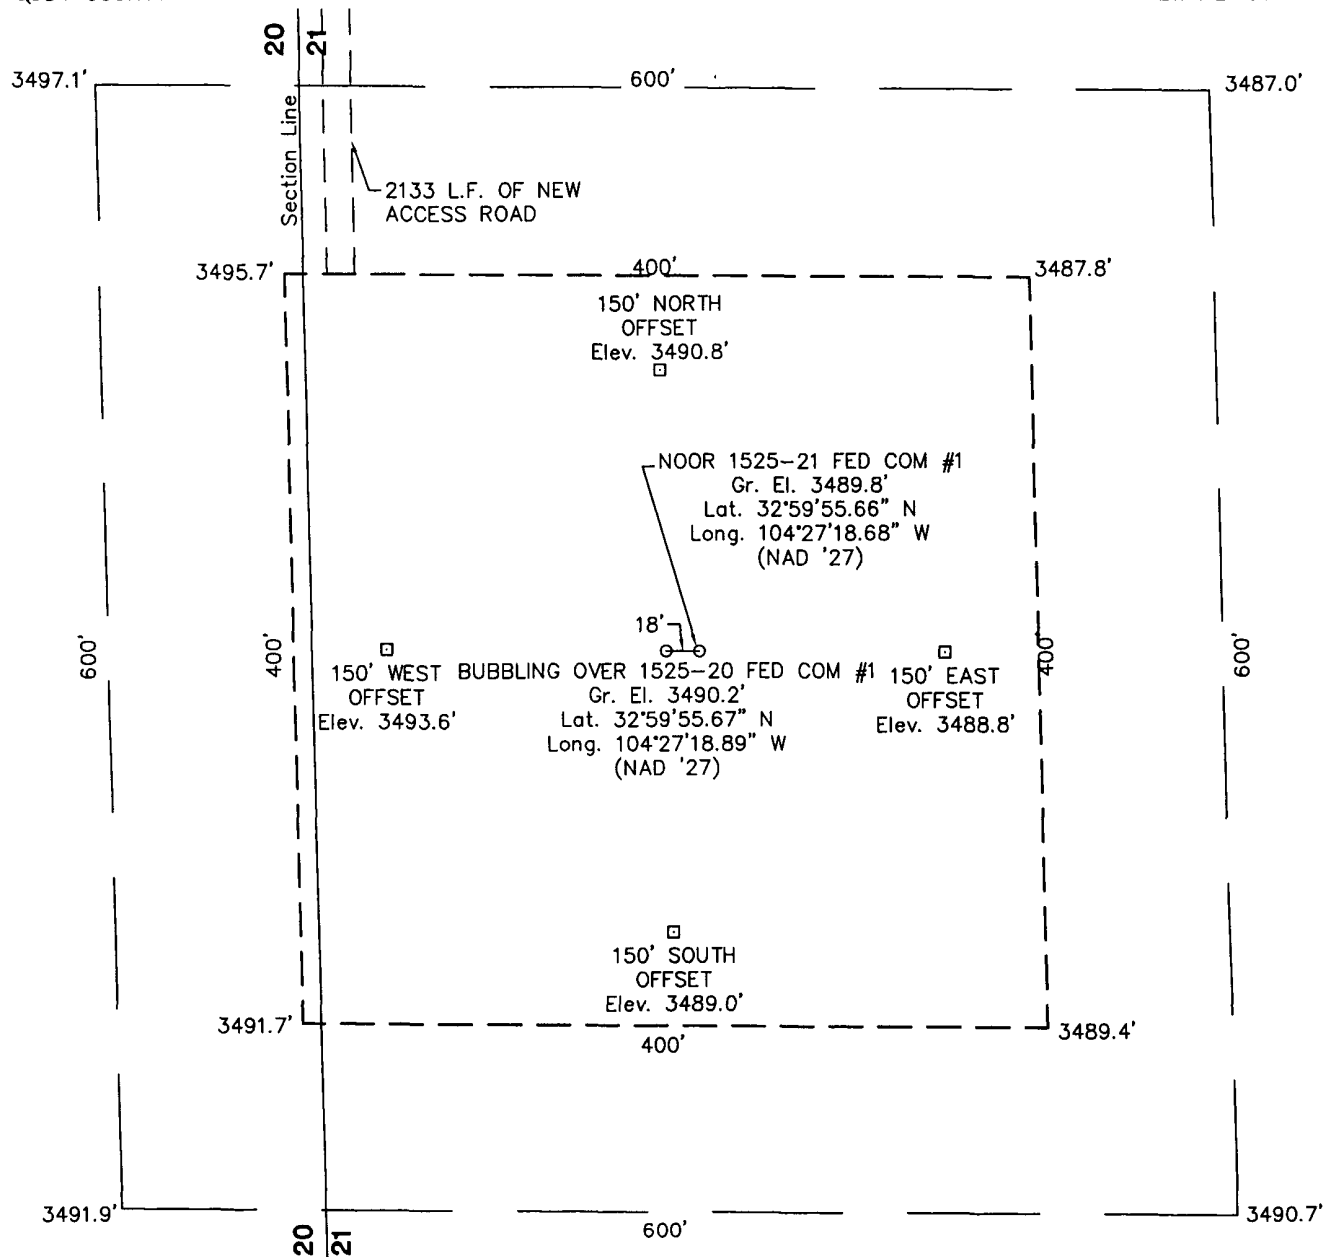 20
21
3497.1'
600'
3487.0'
Section Line
2133 L.F. OF NEW
ACCESS ROAD
3495.7'
400'
3487.8'
150' NORTH
OFFSET
Elev. 3490.8'
NOOR 1525-21 FED COM #1
Gr. El. 3489.8'
Lat. 32°59'55.66" N
Long. 104°27'18.68" W
(NAD '27)
18'
600'
400'
150' WEST
OFFSET
Elev. 3493.6'
BUBBLING OVER 1525-20 FED COM #1
Gr. El. 3490.2'
Lat. 32°59'55.67" N
Long. 104°27'18.89" W
(NAD '27)
150' EAST
OFFSET
Elev. 3488.8'
400'
600'
150' SOUTH
OFFSET
Elev. 3489.0'
3491.7'
400'
3489.4'
3491.9'
600'
3490.7'
20
21